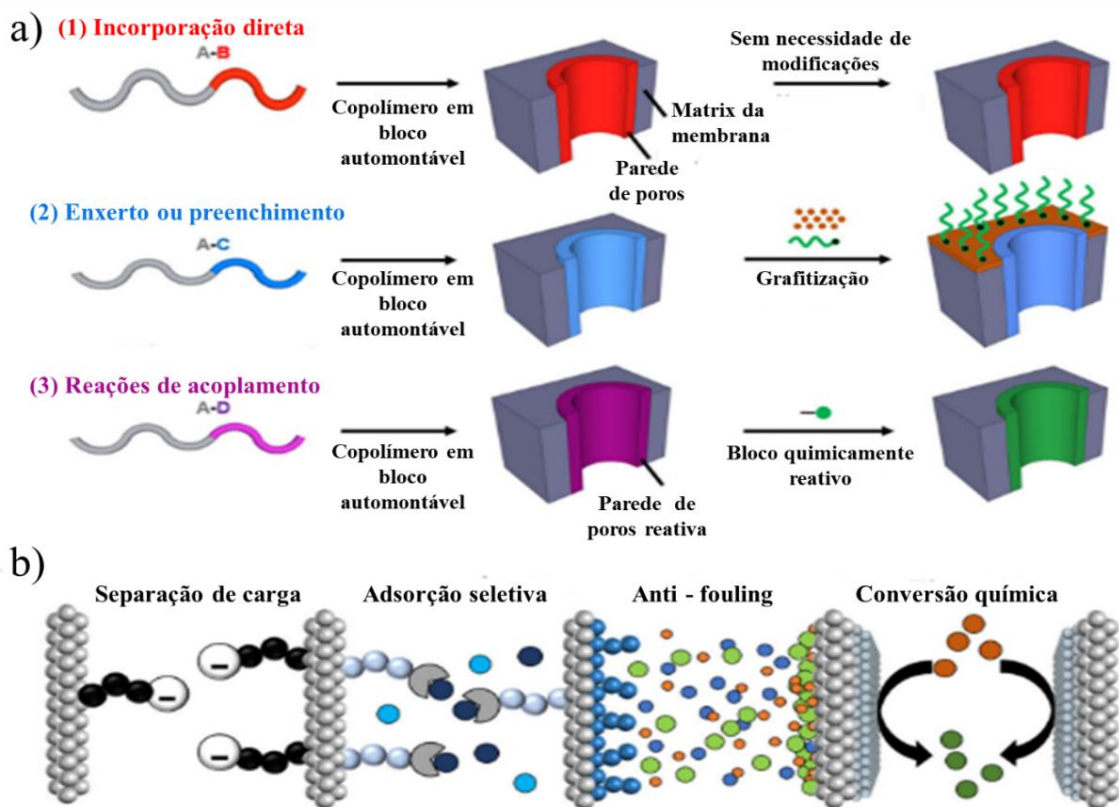 a)
(1) Incorporação direta
A-B
Copolímero em
bloco
automontável
Matrix da
membrana
Parede
de poros
Sem necessidade de
modificações
(2) Enxerto ou preenchimento
A-C
Copolímero em
bloco
automontável
Grafitização
(3) Reações de acoplamento
A-D
Copolímero em
bloco
automontável
Parede de
poros reativa
Bloco quimicamente
reativo
b)
Separação de carga
Adsorção seletiva
Anti - fouling
Conversão química